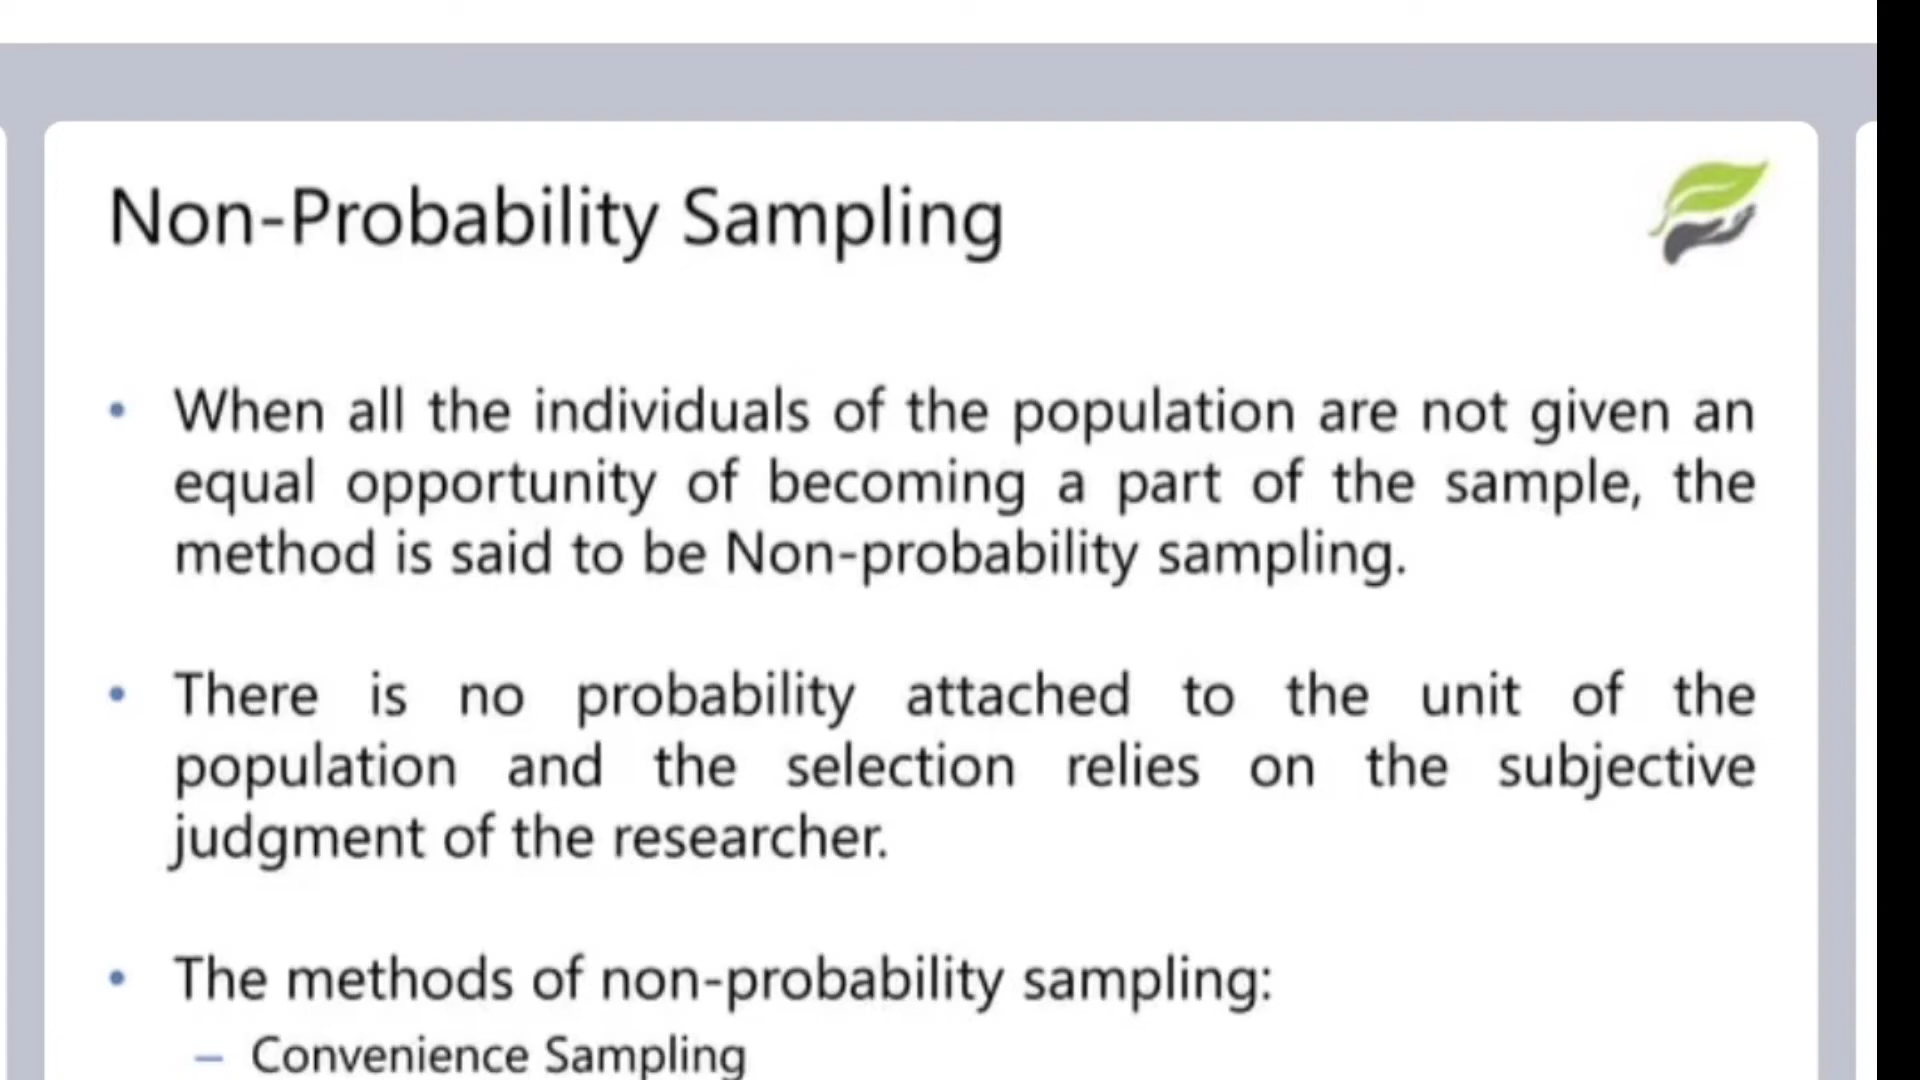 Non-Probability Sampling
• When all the individuals of the population are not given an
equal opportunity of becoming a part of the sample, the
method is said to be Non-probability sampling.
• There is no probability attached to the unit of the
population and the selection relies on the subjective
judgment of the researcher.
• The methods of non-probability sampling:
– Convenience Sampling